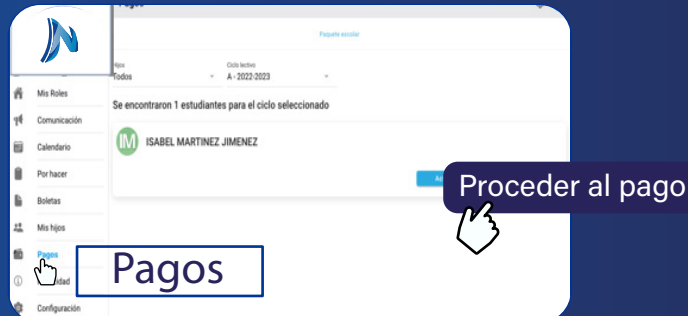 Pagos
Paquete escolar
Hijos
Todos
Ciclo lectivo
A - 2022-2023
Se encontraron 1 estudiantes para el ciclo seleccionado
IM
ISABEL MARTINEZ JIMENEZ
Proceder al pago
Mis Roles
Comunicación
Calendario
Por hacer
Boletas
Mis hijos
Pagos
Pagos
Configuración